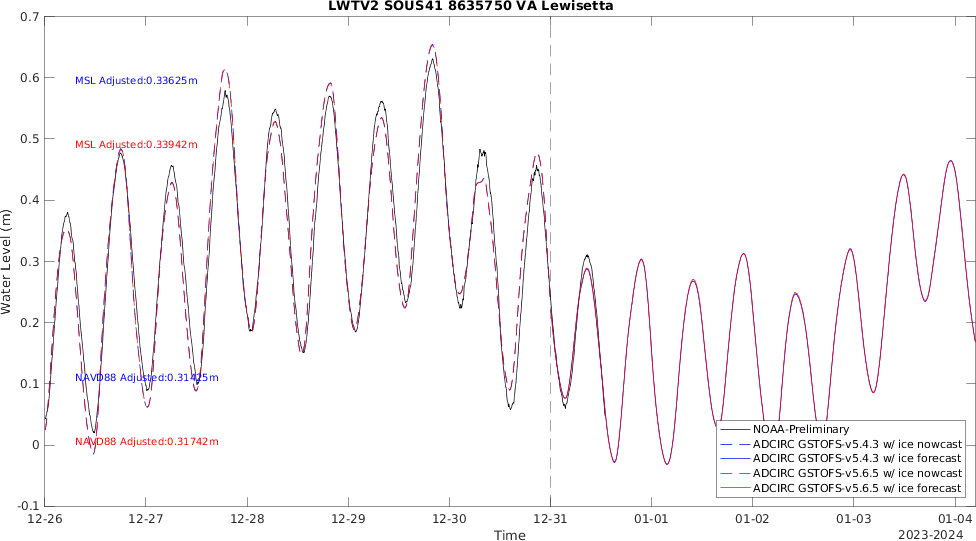 LWTV2 SOUS41 8635750 VA Lewisetta
0.7
0.6
0.5
0.4
0.3
0.2
0.1
0
-0.1
Water Level (m)
MSL Adjusted:0.33625m
MSL Adjusted:0.33942m
NAVD88 Adjusted:0.31425m
NAVD88 Adjusted:0.31742m
NOAA-Preliminary
ADCIRC GSTOFS-v5.4.3 w/ ice nowcast
ADCIRC GSTOFS-v5.4.3 w/ ice forecast
ADCIRC GSTOFS-v5.6.5 w/ ice nowcast
ADCIRC GSTOFS-v5.6.5 w/ ice forecast
12-26 12-27 12-28 12-29 12-30 12-31 01-01 01-02 01-03 01-04
Time
2023-2024